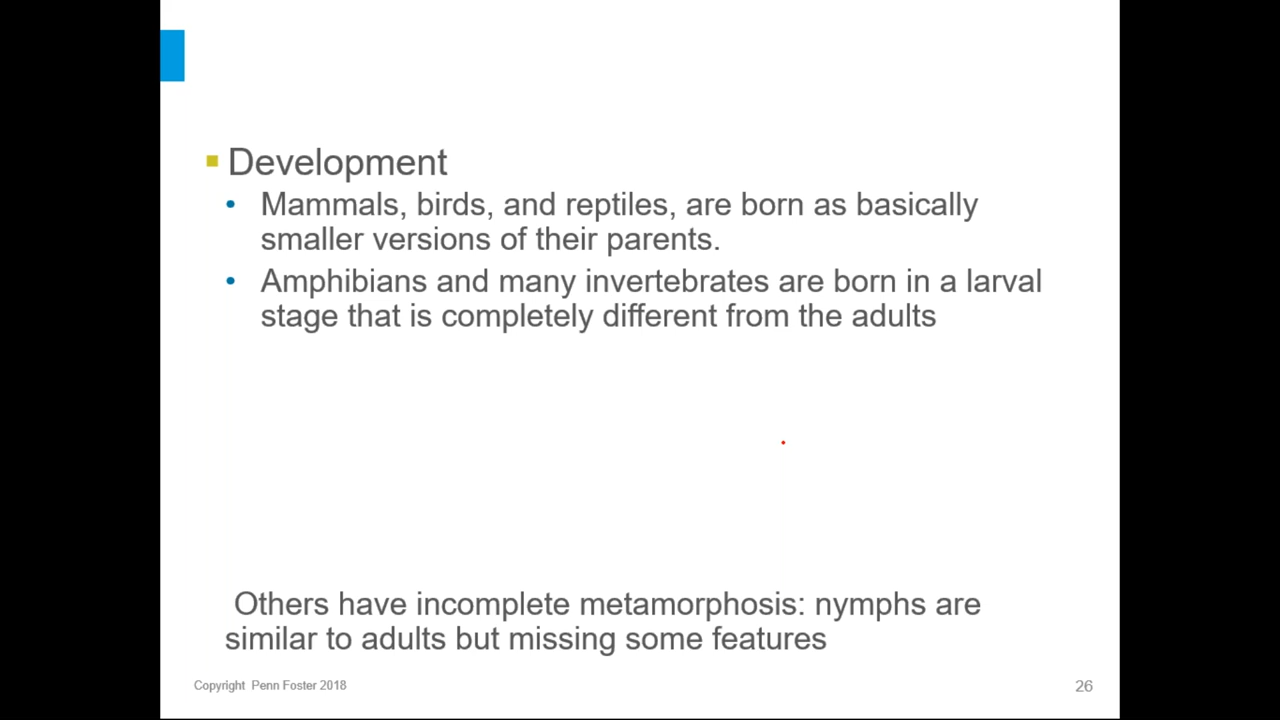 Development
Mammals, birds, and reptiles, are born as basically
smaller versions of their parents.
Amphibians and many invertebrates are born in a larval
stage that is completely different from the adults
Others have incomplete metamorphosis: nymphs are
similar to adults but missing some features
Copyright Penn Foster 2018
26